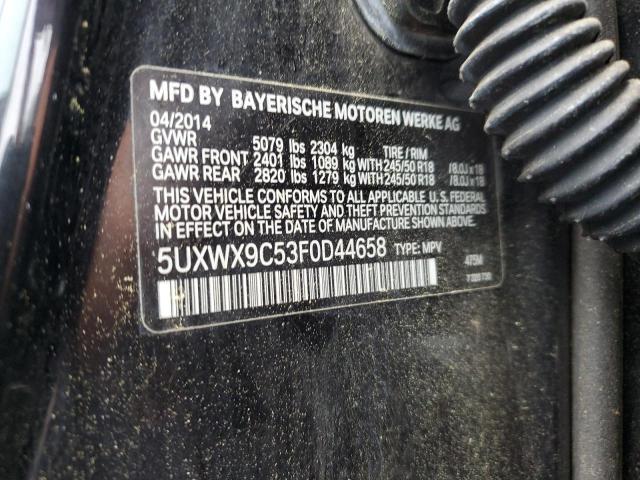 MFD BY BAYERISCHE MOTOREN WERKE AG
04/2014
GVWR 5079 lbs 2304 kg TIRE / RIM
GAWR FRONT 2401 lbs 1089 kg WITH 245/50 R18 /8.0J x 18
GAWR REAR 2820 lbs 1279 kg WITH 245/50 R18 /8.0J x 18
THIS VEHICLE CONFORMS TO ALL APPLICABLE U. S. FEDERAL
MOTOR VEHICLE SAFETY AND THEFT PREVENTION STANDARDS
IN EFFECT ON THE DATE OF MANUFACTURE SHOWN ABOVE.
5UXWX9C53F0D44658 TYPE: MPV